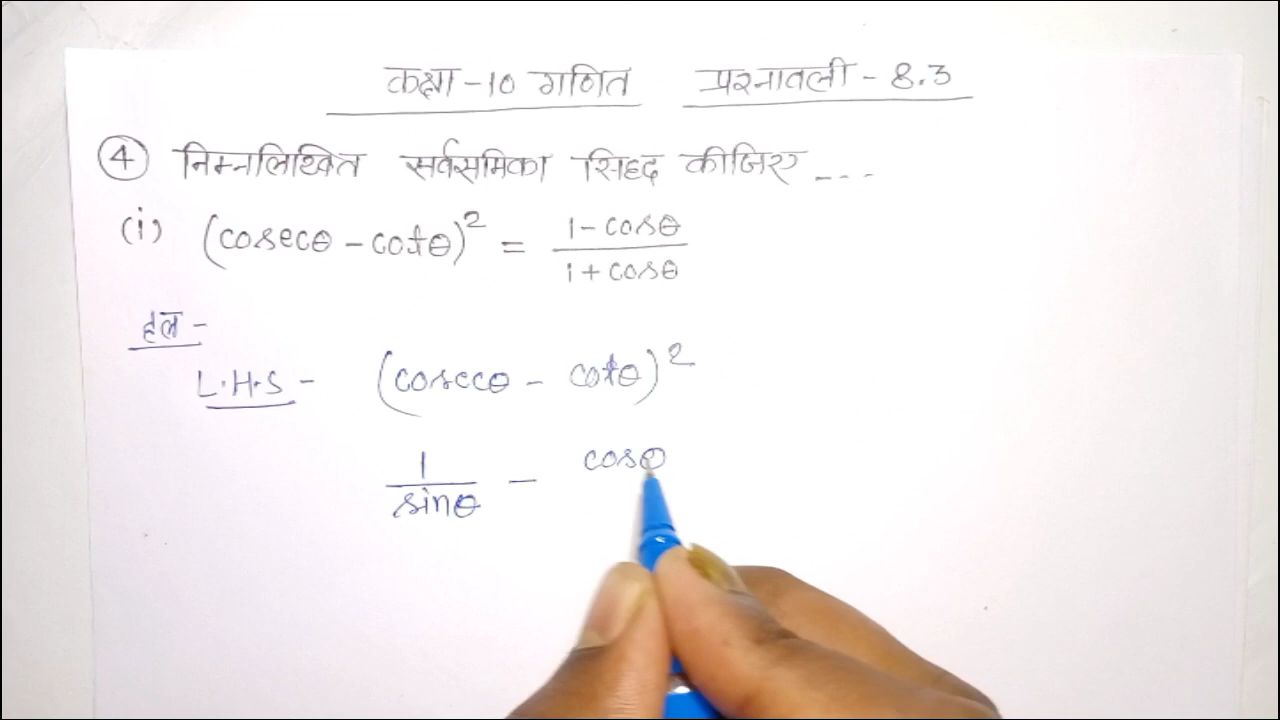 कक्षा-10 गणित प्रश्नावली - 8.3
④ निम्नलिखित सर्वसमिका सिद्ध कीजिए ---
(i) (cosecθ - cotθ)² = (1 - cosθ)/(1 + cosθ)
हल -
L.H.S - (cosecθ - cotθ)²
1/sinθ - cosθ